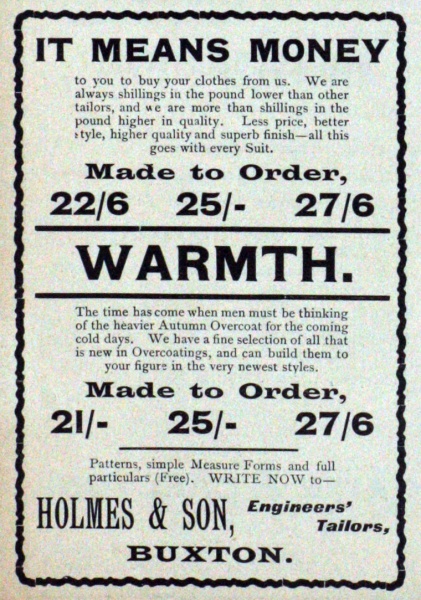 IT MEANS MONEY
to you to buy your clothes from us. We are
always shillings in the pound lower than other
tailors, and we are more than shillings in the
pound higher in quality. Less price, better
style, higher quality and superb finish—all this
goes with every Suit.
Made to Order,
22/6 25/- 27/6
WARMTH.
The time has come when men must be thinking
of the heavier Autumn Overcoat for the coming
cold days. We have a fine selection of all that
is new in Overcoatings, and can build them to
your figure in the very newest styles.
Made to Order,
21/- 25/- 27/6
Patterns, simple Measure Forms and full
particulars (Free). WRITE NOW to—
HOLMES & SON, Engineers'
Tailors,
BUXTON.